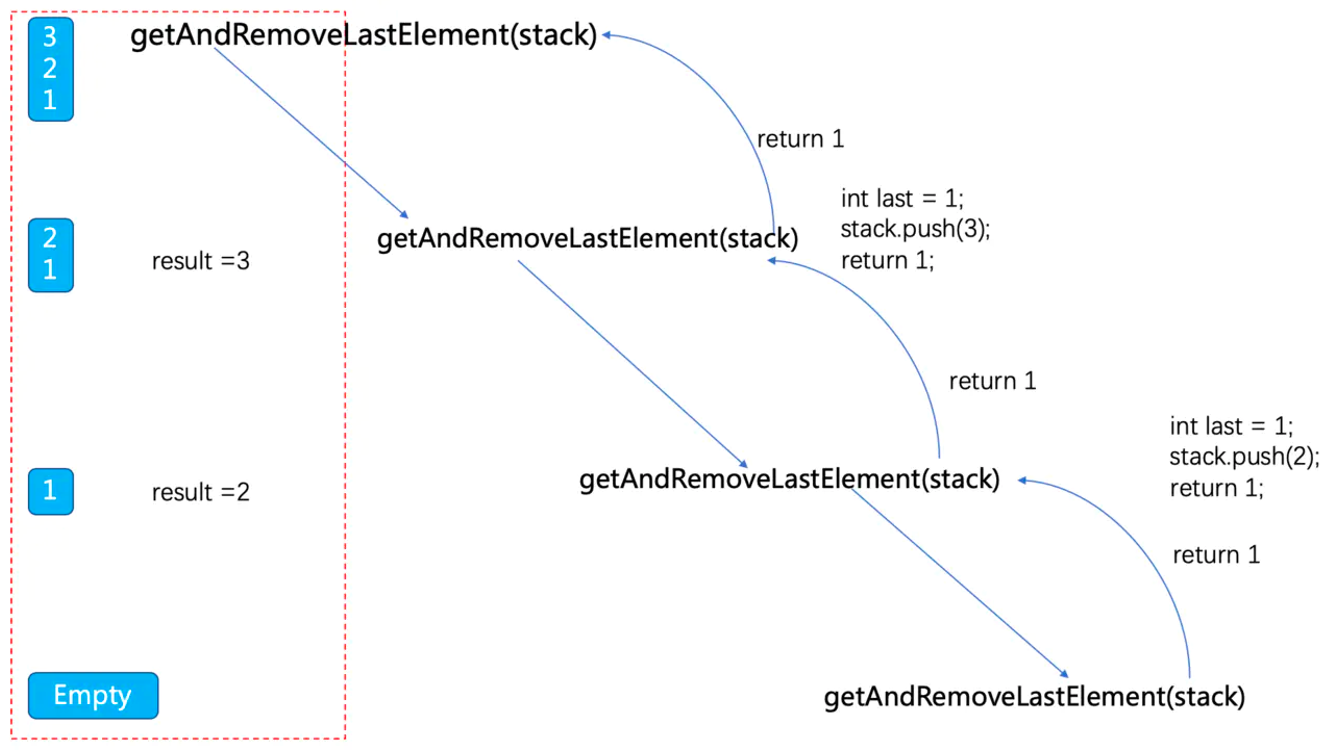 3
2
1
getAndRemoveLastElement(stack)
return 1
int last = 1;
stack.push(3);
return 1;
2
1
result =3
getAndRemoveLastElement(stack)
return 1
int last = 1;
stack.push(2);
return 1;
1
result =2
getAndRemoveLastElement(stack)
return 1
Empty
getAndRemoveLastElement(stack)